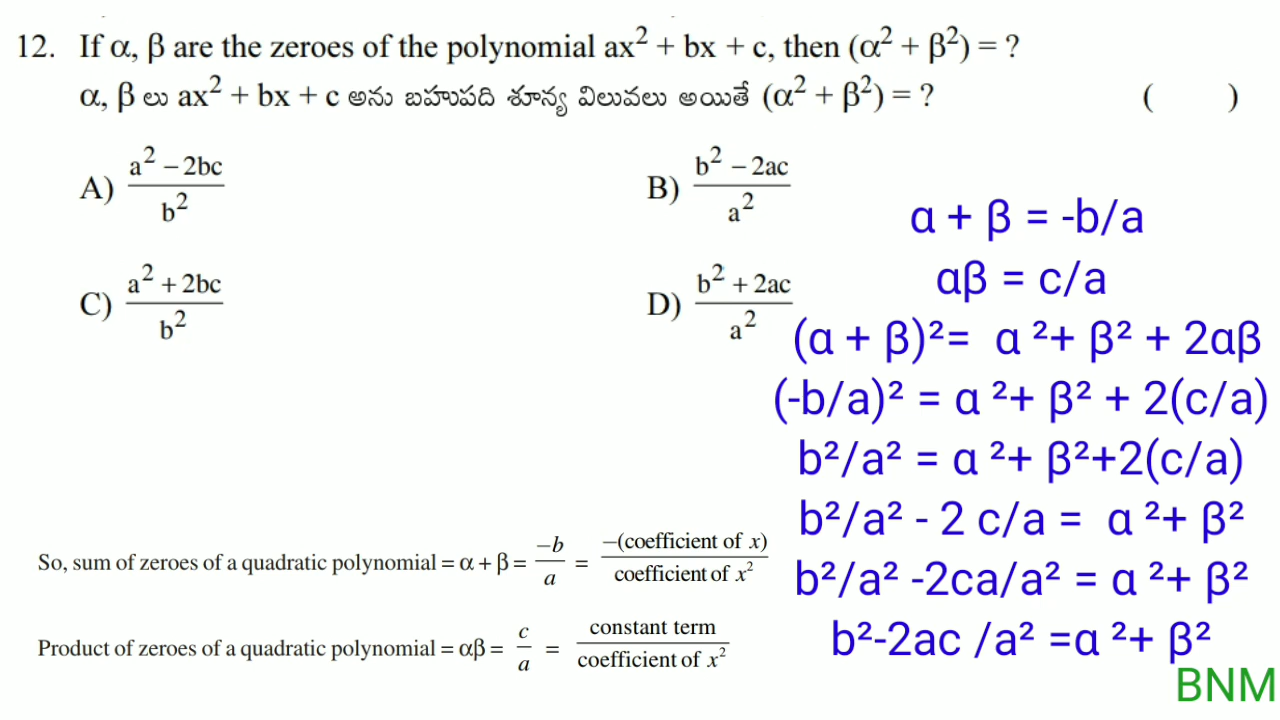 12. If α, β are the zeroes of the polynomial ax² + bx + c, then (α² + β²) = ?
α, β లు ax² + bx + c అను బహుపది శూన్య విలువలు అయితే (α² + β²) = ? ( )
A) a² – 2bc / b²
B) b² – 2ac / a²
C) a² + 2bc / b²
D) b² + 2ac / a²
α + β = -b/a
αβ = c/a
(α + β)²= α ²+ β² + 2αβ
(-b/a)² = α ²+ β² + 2(c/a)
b²/a² = α ²+ β²+2(c/a)
b²/a² - 2 c/a = α ²+ β²
b²/a² -2ca/a² = α ²+ β²
b²-2ac /a² =α ²+ β²
So, sum of zeroes of a quadratic polynomial = α + β = –b / a = –(coefficient of x) / coefficient of x²
Product of zeroes of a quadratic polynomial = αβ = c / a = constant term / coefficient of x²
BNM